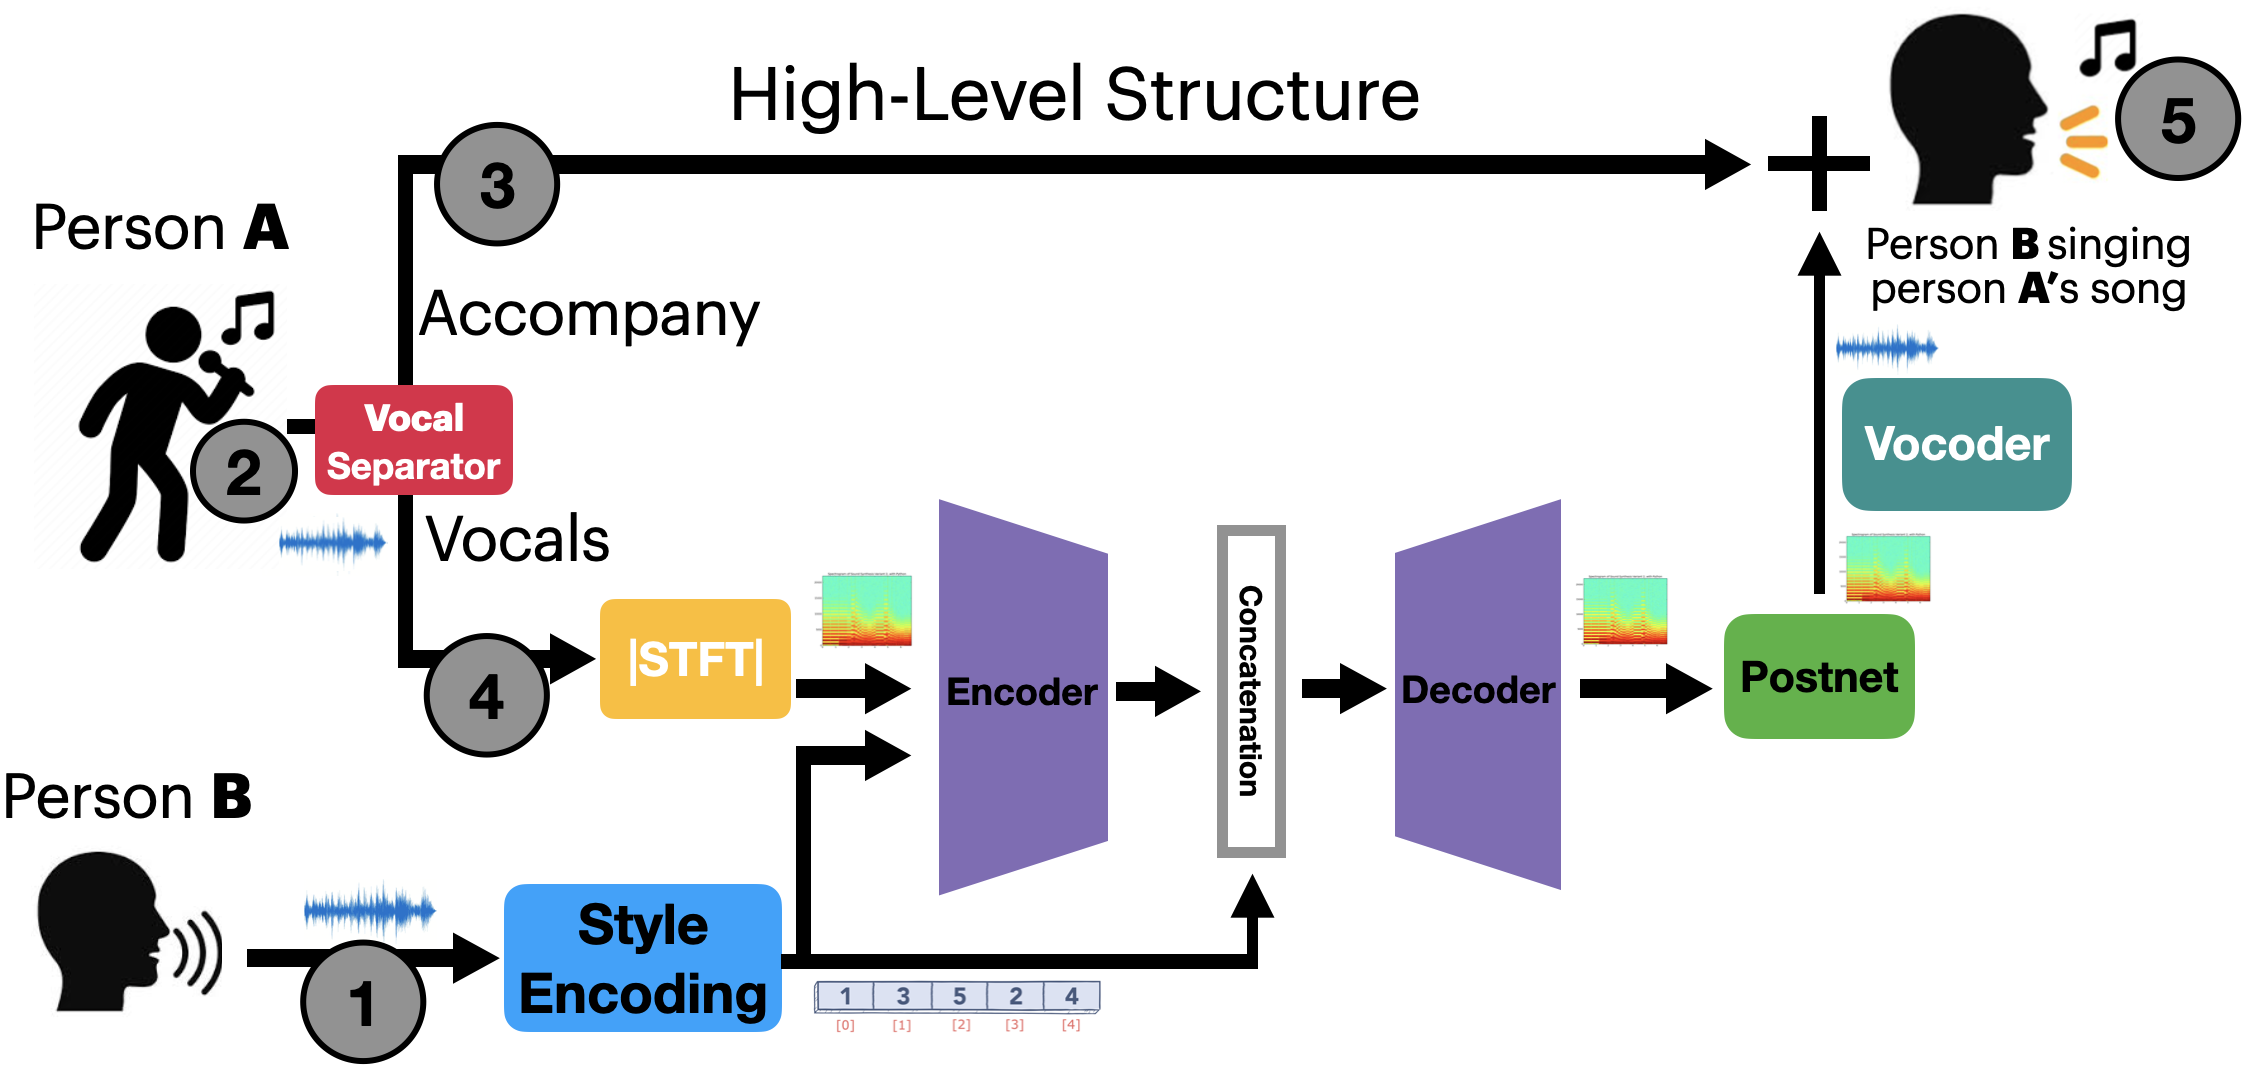 High-Level Structure
5
3
Person A
Person B singing
person A's song
Accompany
Vocal
Separator
2
Vocoder
Vocals
|STFT|
4
Encoder
Concatenation
Decoder
Postnet
Person B
Style
Encoding
1
1 3 5 2 4
[0] [1] [2] [3] [4]